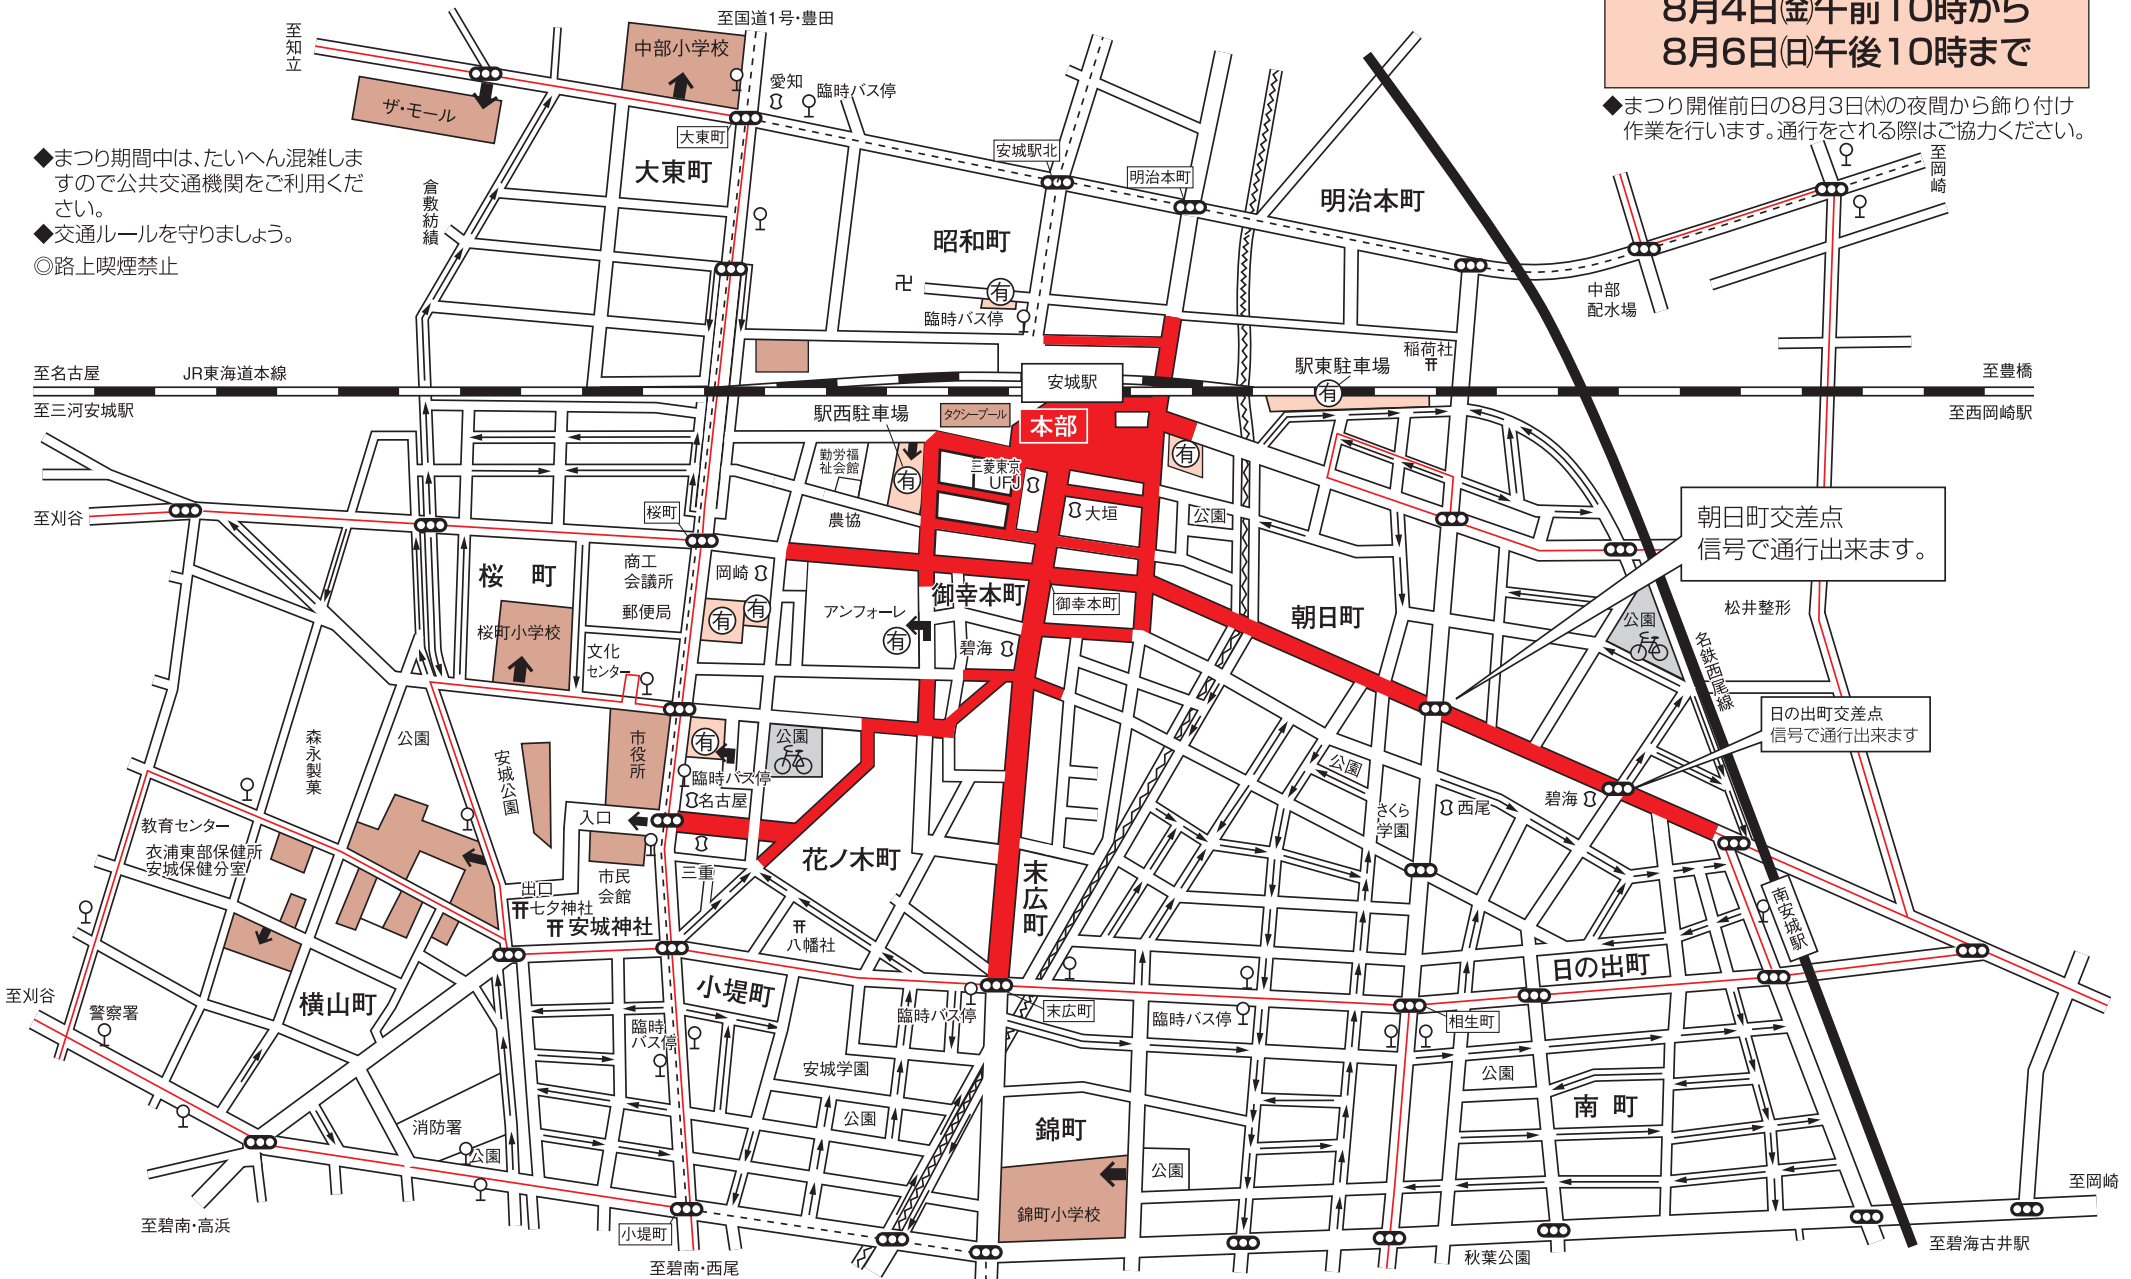 8月4日㈮午前10時から
8月6日㈰午後10時まで
◆まつり開催前日の8月3日㈭の夜間から飾り付け
作業を行います。通行をされる際はご協力ください。
◆まつり期間中は、たいへん混雑しま
すので公共交通機関をご利用くだ
さい。
◆交通ルールを守りましょう。
◎路上喫煙禁止
至知立
至国道1号・豊田
中部小学校
ザ・モール
愛知
臨時バス停
大東町
大東町
倉敷紡績
安城駅北
明治本町
明治本町
昭和町
卍
有
臨時バス停
至岡崎
中部
配水場
稲荷社
駅東駐車場
有
至名古屋
JR東海道本線
至三河安城駅
安城駅
至豊橋
至西岡崎駅
駅西駐車場
タクシープール
本部
勤労福
祉会館
有
三菱東京
UFJ
有
農協
大垣
公園
桜町
至刈谷
朝日町交差点
信号で通行出来ます。
桜 町
商工
会議所
郵便局
岡崎
有
有
桜町小学校
文化
センター
アンフォーレ
有
御幸本町
御幸本町
碧海
朝日町
公園
松井整形
名鉄西尾線
日の出町交差点
信号で通行出来ます
森永製菓
公園
安城公園
市役所
有
公園
臨時バス停
名古屋
入口
公園
さくら
学園
西尾
碧海
教育センター
衣浦東部保健所
安城保健分室
出口
七夕神社
安城神社
市民
会館
三重
花ノ木町
八幡社
末広町
南安城駅
日の出町
至刈谷
警察署
横山町
小堤町
臨時
バス停
臨時バス停
末広町
臨時バス停
相生町
安城学園
公園
公園
南 町
消防署
公園
錦町
公園
錦町小学校
至岡崎
至碧南・高浜
小堤町
至碧南・西尾
秋葉公園
至碧海古井駅